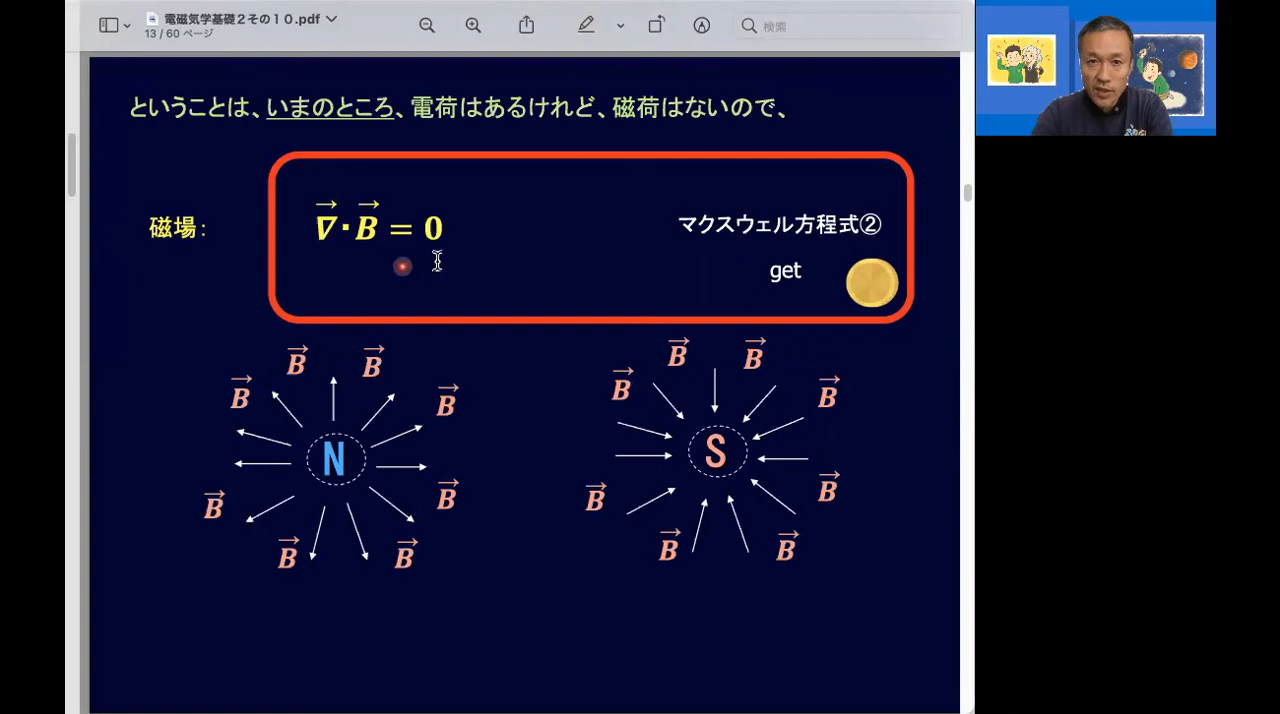 電磁気学基礎２その１０.pdf
13 / 60 ページ
検索
ということは、いまのところ、電荷はあるけれど、磁荷はないので、
磁場:
∇⃗・B⃗ = 0
マクスウェル方程式②
get
B⃗ B⃗ B⃗ B⃗
B⃗ B⃗ B⃗ B⃗
N
S
B⃗ B⃗ B⃗ B⃗
B⃗ B⃗ B⃗ B⃗